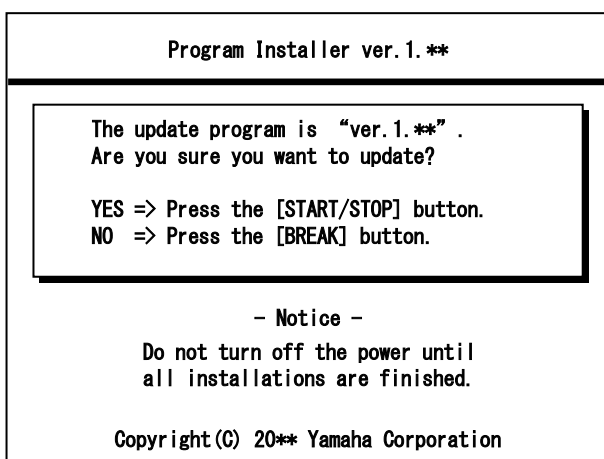 Program Installer ver.1.**
The update program is “ver.1.**”.
Are you sure you want to update?
YES => Press the [START/STOP] button.
NO => Press the [BREAK] button.
- Notice -
Do not turn off the power until
all installations are finished.
Copyright(C) 20** Yamaha Corporation